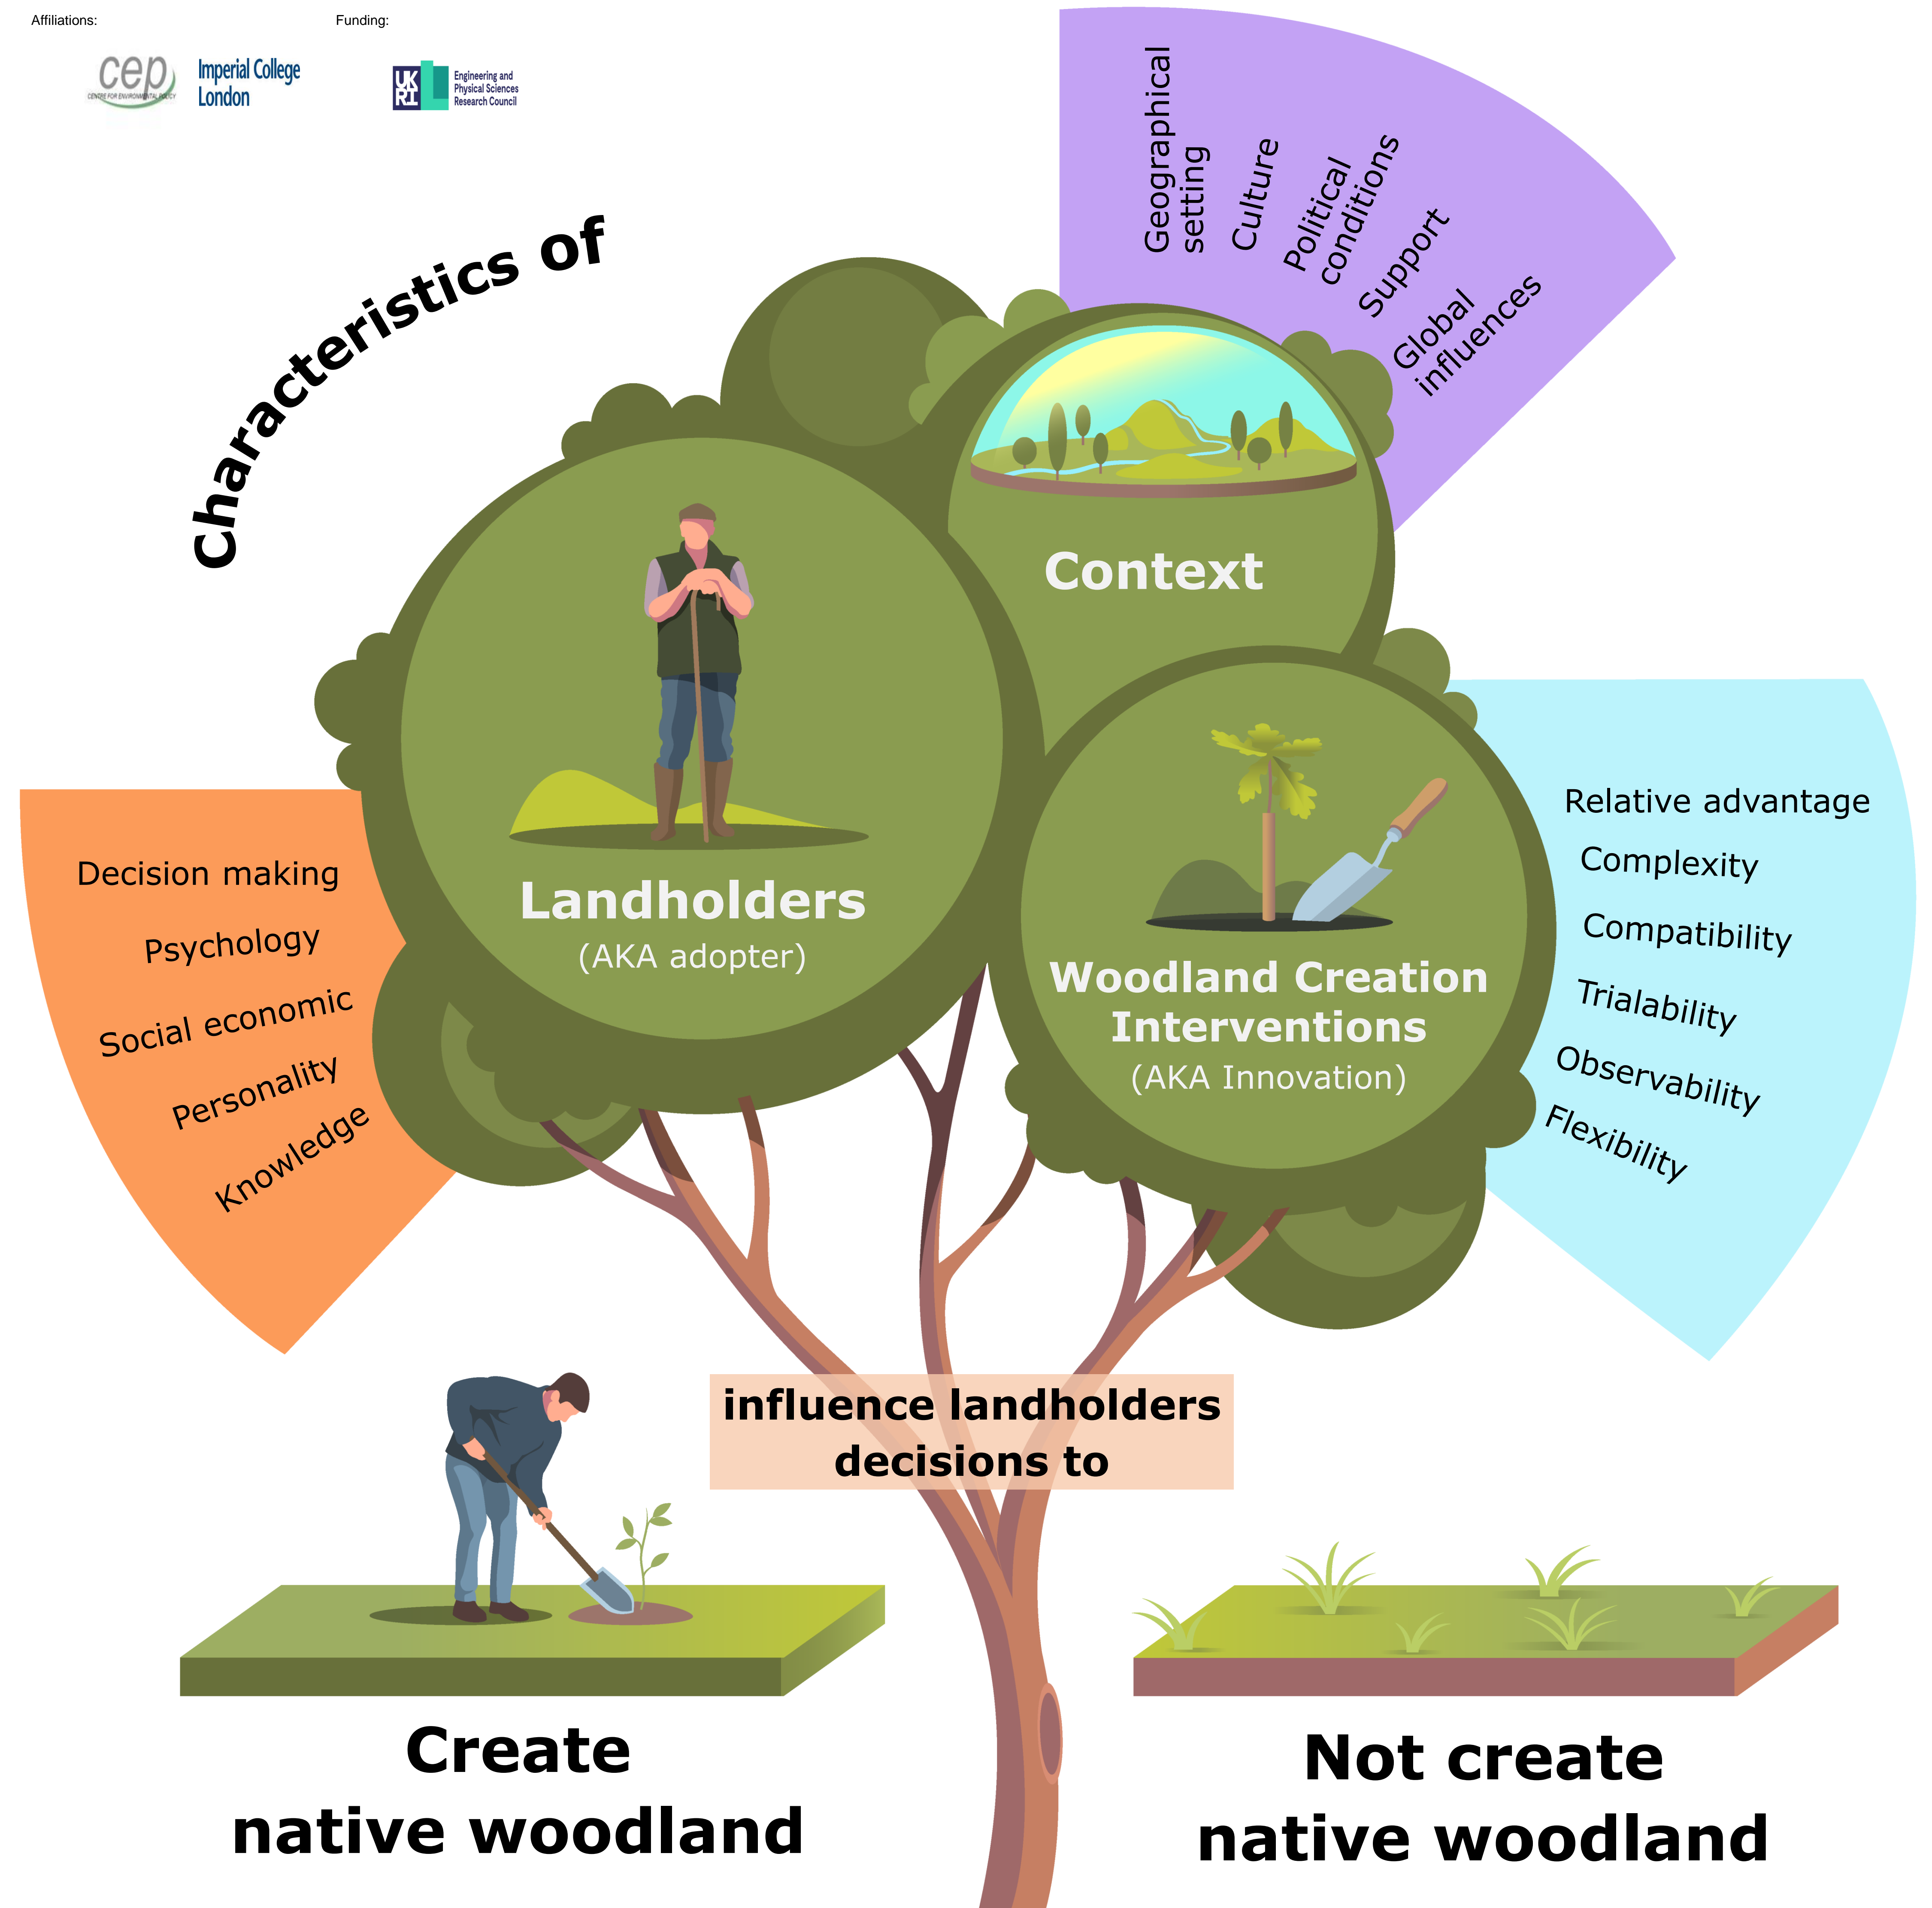 Affiliations:
Funding:
cep
CENTRE FOR ENVIRONMENTAL POLICY
Imperial College
London
UK
RI
Engineering and
Physical Sciences
Research Council
Characteristics of
Geographical
setting
Culture
Political
conditions
Support
Global
influences
Context
Landholders
(AKA adopter)
Decision making
Psychology
Social economic
Personality
Knowledge
Woodland Creation
Interventions
(AKA Innovation)
Relative advantage
Complexity
Compatibility
Trialability
Observability
Flexibility
influence landholders
decisions to
Create
native woodland
Not create
native woodland